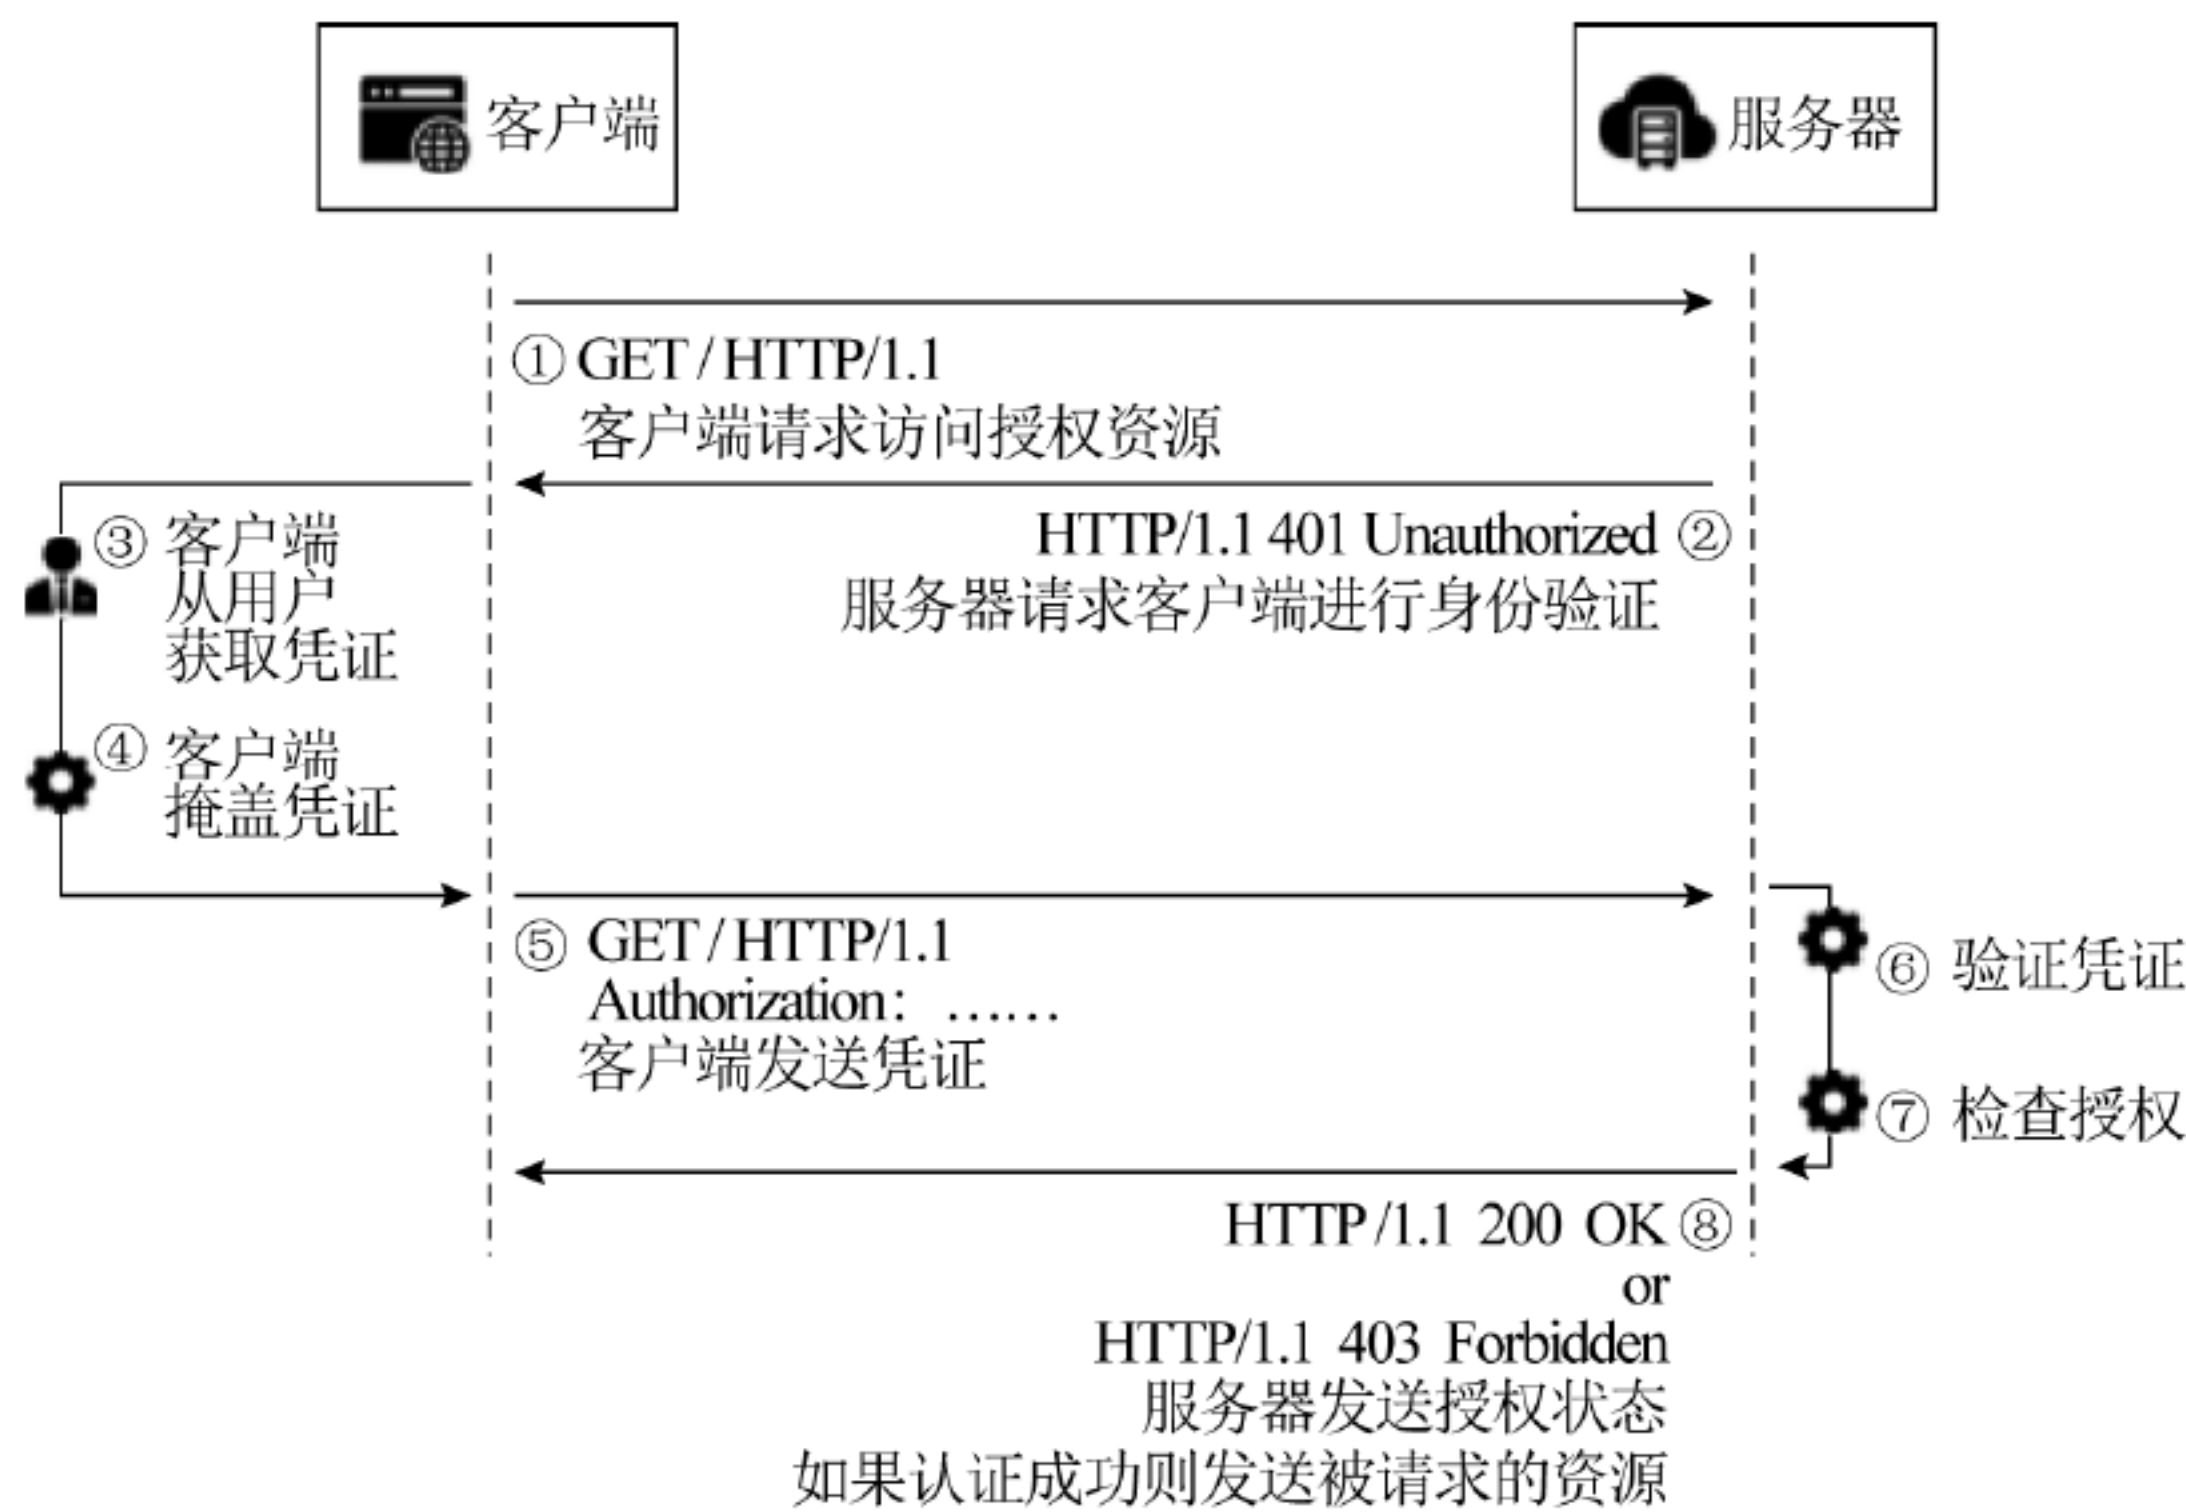 客户端
服务器
① GET / HTTP/1.1
客户端请求访问授权资源
HTTP/1.1 401 Unauthorized ②
服务器请求客户端进行身份验证
③ 客户端
从用户
获取凭证
④ 客户端
掩盖凭证
⑤ GET / HTTP/1.1
Authorization: ……
客户端发送凭证
⑥ 验证凭证
⑦ 检查授权
HTTP /1.1 200 OK ⑧
or
HTTP/1.1 403 Forbidden
服务器发送授权状态
如果认证成功则发送被请求的资源